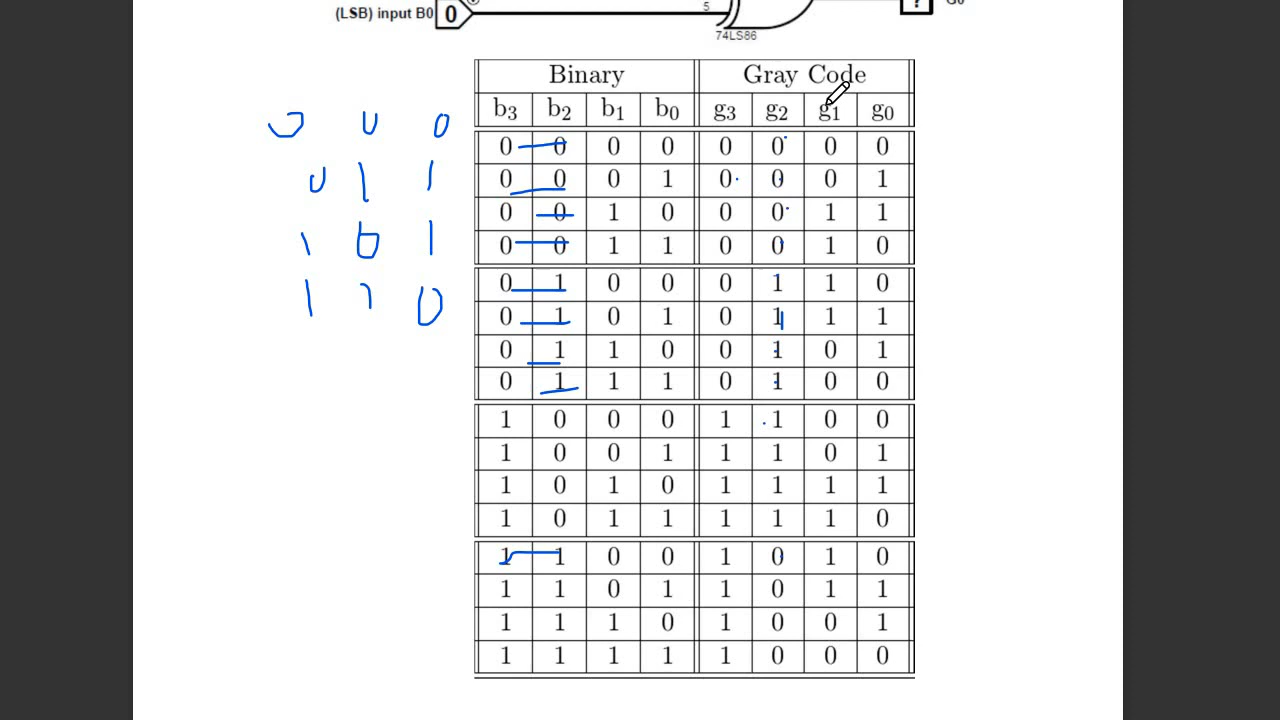 (LSB) input B0 0 5 ? G0
74LS86
Binary Gray Code
b3 b2 b1 b0 g3 g2 g1 g0
0 0 0 0 0 0 0 0
0 0 0 1 0 0 0 1
0 0 1 0 0 0 1 1
0 0 1 1 0 0 1 0
0 1 0 0 0 1 1 0
0 1 0 1 0 1 1 1
0 1 1 0 0 1 0 1
0 1 1 1 0 1 0 0
1 0 0 0 1 1 0 0
1 0 0 1 1 1 0 1
1 0 1 0 1 1 1 1
1 0 1 1 1 1 1 0
1 1 0 0 1 0 1 0
1 1 0 1 1 0 1 1
1 1 1 0 1 0 0 1
1 1 1 1 1 0 0 0
0 0 0
0 1 1
1 0 1
1 1 0